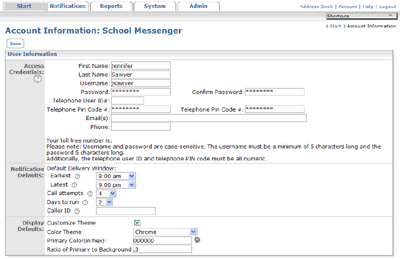 Start Notifications Reports System Admin
Address Book | Account | Help | Logout
Shortcuts
Start Account Information
Account Information: School Messenger
Save
User Information
Access Credentials:
First Name: Jennifer
Last Name: Sawyer
Username: jsawyer
Password: ********
Confirm Password: ********
Telephone User ID#:
Telephone Pin Code #: ********
Telephone Pin Code #: ********
Email(s):
Phone:
Your toll free number is:
Please note: Username and password are case-sensitive. The username must be a minimum of 5 characters long and the
password 5 characters long.
Additionally, the telephone user ID and telephone PIN code must be all numeric.
Notification Defaults:
Default Delivery Window:
Earliest 8:00 am
Latest 9:00 pm
Call attempts 4
Days to run 2
Caller ID
Display Defaults:
Customize Theme
Color Theme Chrome
Primary Color(in hex): 000000
Ratio of Primary to Background .3